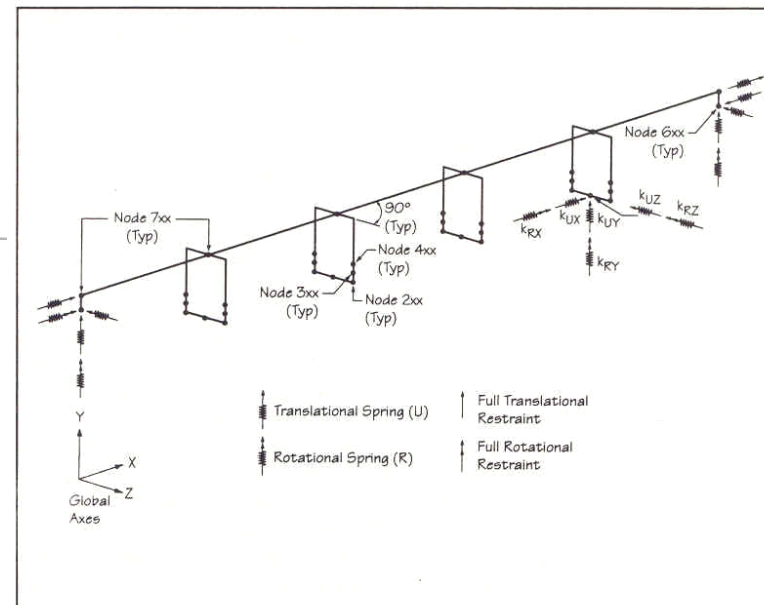 Node 6xx
(Typ)
90°
Node 7xx
(Typ)
Node 4xx
(Typ)
Node 3xx
(Typ)
Node 2xx
(Typ)
kRX
kUX
kUY
kUZ
kRZ
kRY
Y
X
Z
Global
Axes
Translational Spring (U)
Rotational Spring (R)
Full Translational
Restraint
Full Rotational
Restraint